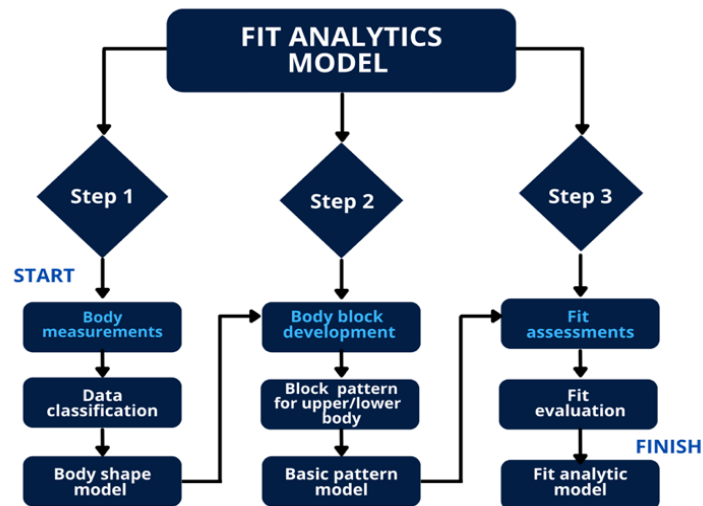 FIT ANALYTICS
MODEL
Step 1
Step 2
Step 3
START
Body
measurements
Data
classification
Body shape
model
Body block
development
Block pattern
for upper/lower
body
Basic pattern
model
Fit
assessments
Fit
evaluation
FINISH
Fit analytic
model